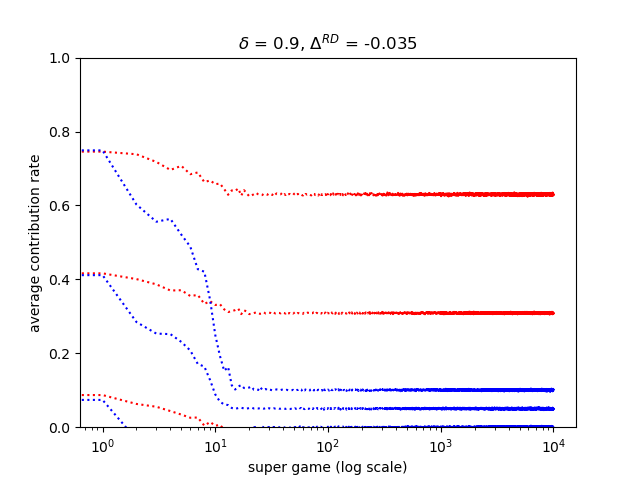 δ = 0.9, Δ^{RD} = -0.035
average contribution rate
1.0
0.8
0.6
0.4
0.2
0.0
10^0 10^1 10^2 10^3 10^4
super game (log scale)